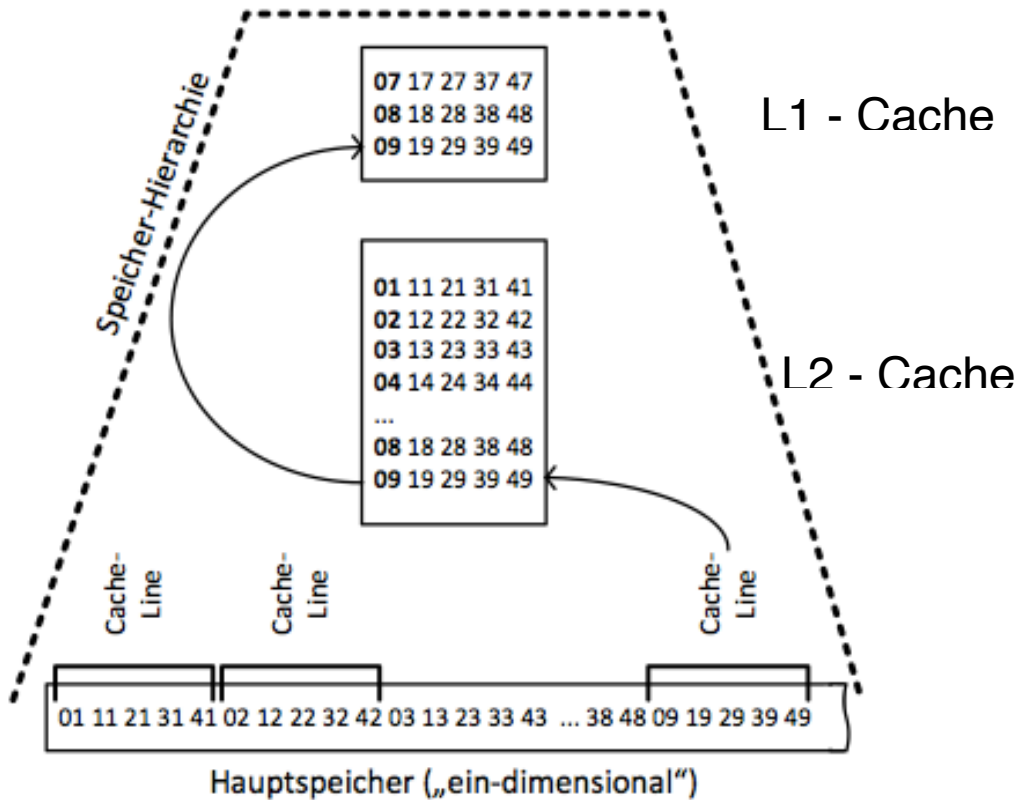 07 17 27 37 47
08 18 28 38 48
09 19 29 39 49
L1 - Cache
Speicher-Hierarchie
01 11 21 31 41
02 12 22 32 42
03 13 23 33 43
04 14 24 34 44
...
08 18 28 38 48
09 19 29 39 49
L2 - Cache
Cache-
Line
Cache-
Line
Cache-
Line
01 11 21 31 41 02 12 22 32 42 03 13 23 33 43 ... 38 48 09 19 29 39 49
Hauptspeicher („ein-dimensional“)